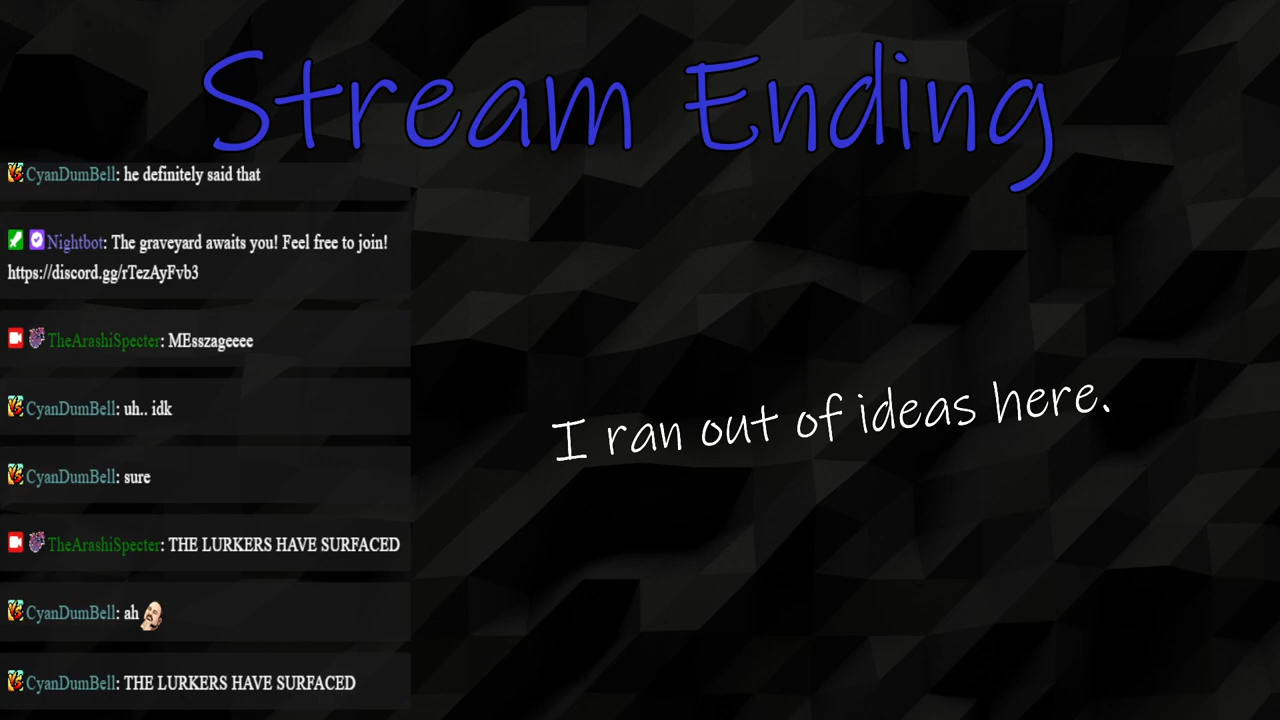 Stream Ending
CyanDumBell: he definitely said that
Nightbot: The graveyard awaits you! Feel free to join!
https://discord.gg/rTezAyFvb3
TheArashiSpecter: MEsszageeee
CyanDumBell: uh.. idk
CyanDumBell: sure
TheArashiSpecter: THE LURKERS HAVE SURFACED
CyanDumBell: ah
CyanDumBell: THE LURKERS HAVE SURFACED
I ran out of ideas here.